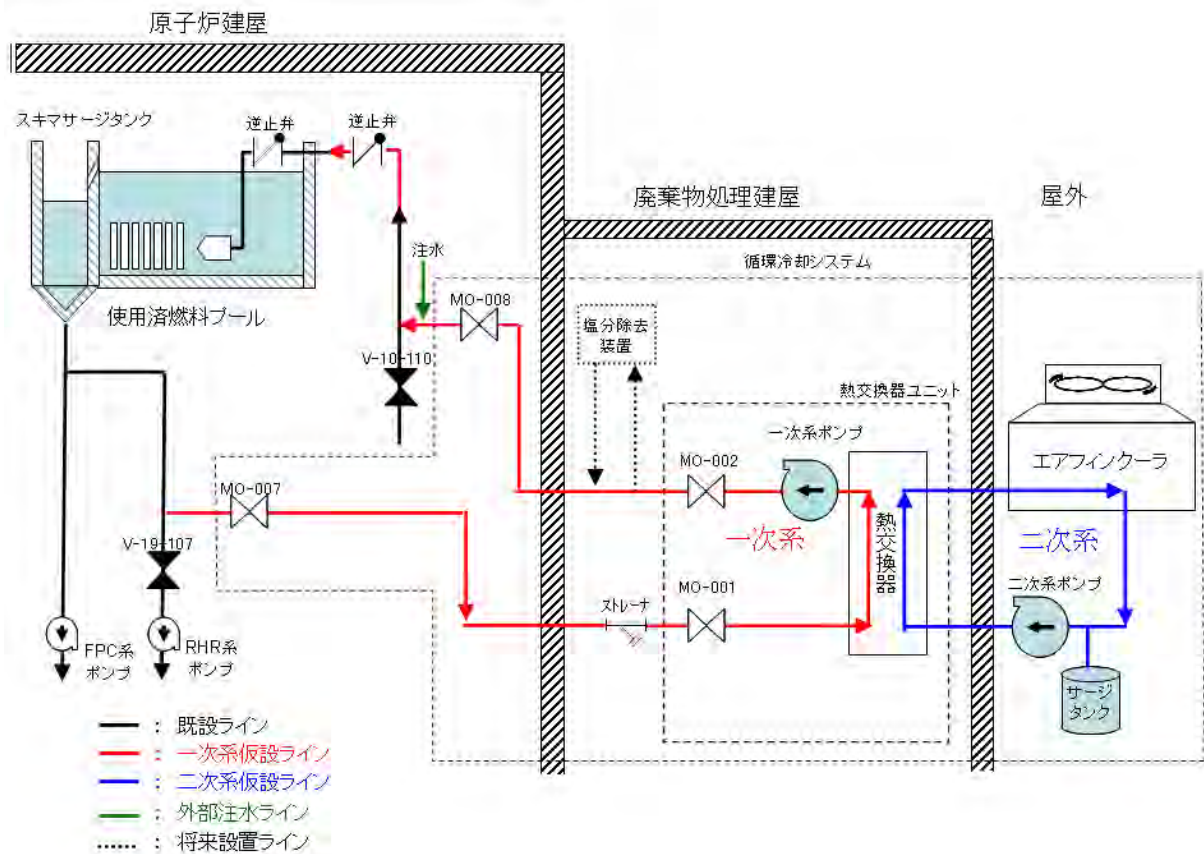 原子炉建屋
スキマサージタンク
逆止弁
逆止弁
廃棄物処理建屋
屋外
循環冷却システム
注水
MO-008
使用済燃料プール
塩分除去
装置
V-10-110
熱交換器ユニット
一次系ポンプ
エアフィンクーラ
MO-002
MO-007
一次系
熱交換器
二次系
V-19-107
MO-001
二次系ポンプ
ストレーナ
FPC系
ポンプ
RHR系
ポンプ
サージ
タンク
: 既設ライン
: 一次系仮設ライン
: 二次系仮設ライン
: 外部注水ライン
: 将来設置ライン